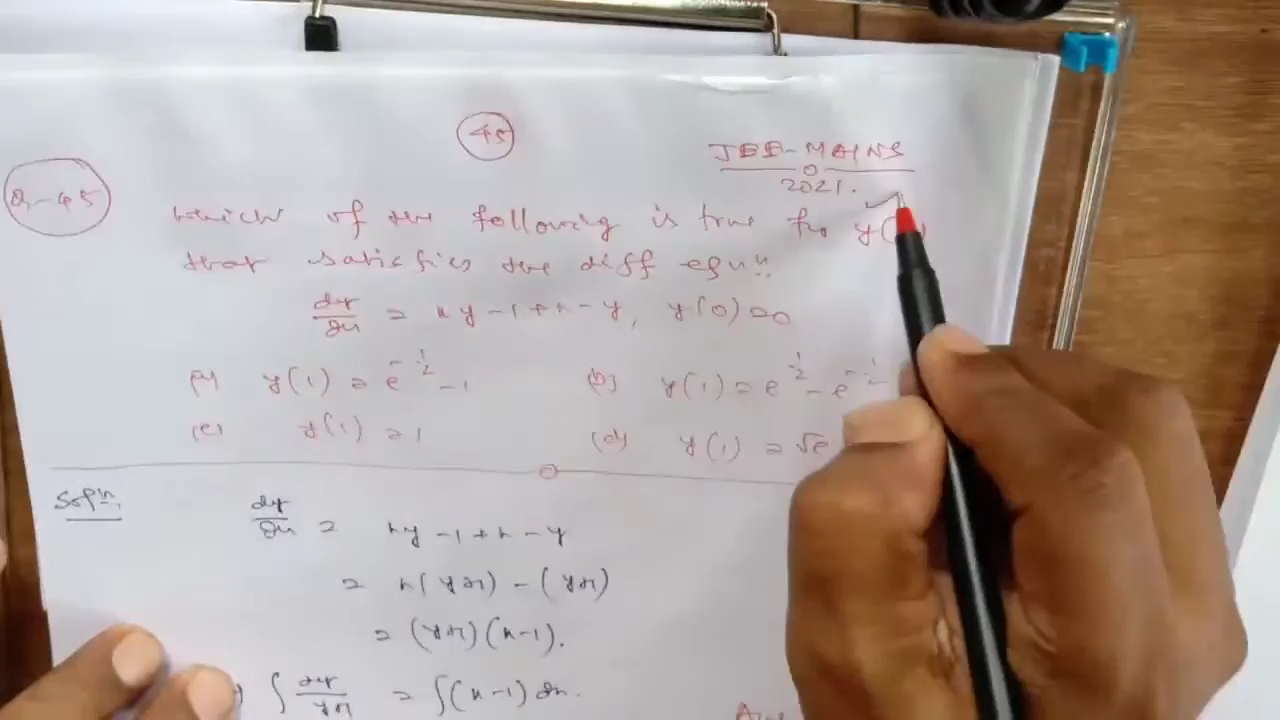 45
JEE-MAINS
2021.
Q-45
which of the following is true for y(1)
that satisfies the diff eqn.
dy/dx = xy-1+x-y, y(0)=0
(a) y(1) = e^{-1/2} -1
(b) y(1) = e^{1/2} - e^{-1/2}
(c) y(1) = 1
(d) y(1) = √e
Solⁿ.
dy/dx = xy-1+x-y
= x(y+1) - (y+1)
= (y+1)(x-1).
∫ dy/y+1 = ∫(x-1) dx.